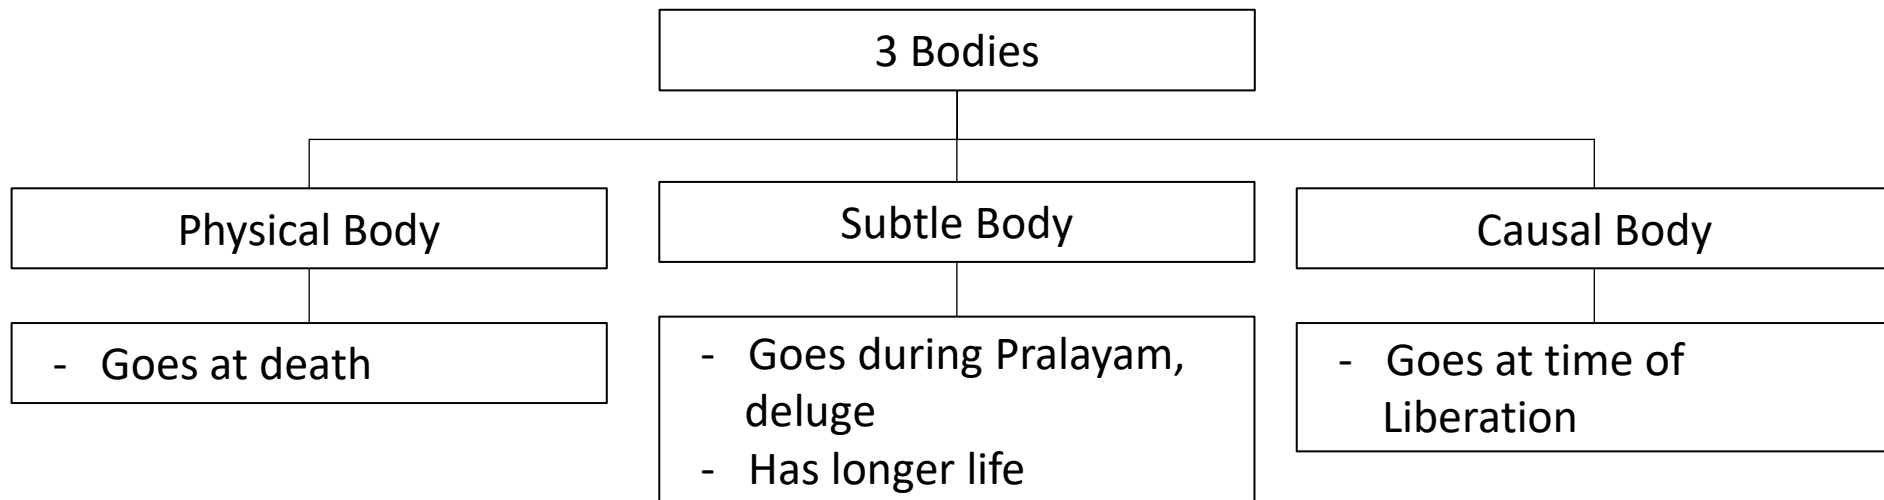 3 Bodies
Physical Body
Subtle Body
Causal Body
- Goes at death
- Goes during Pralayam,
deluge
- Has longer life
- Goes at time of
Liberation